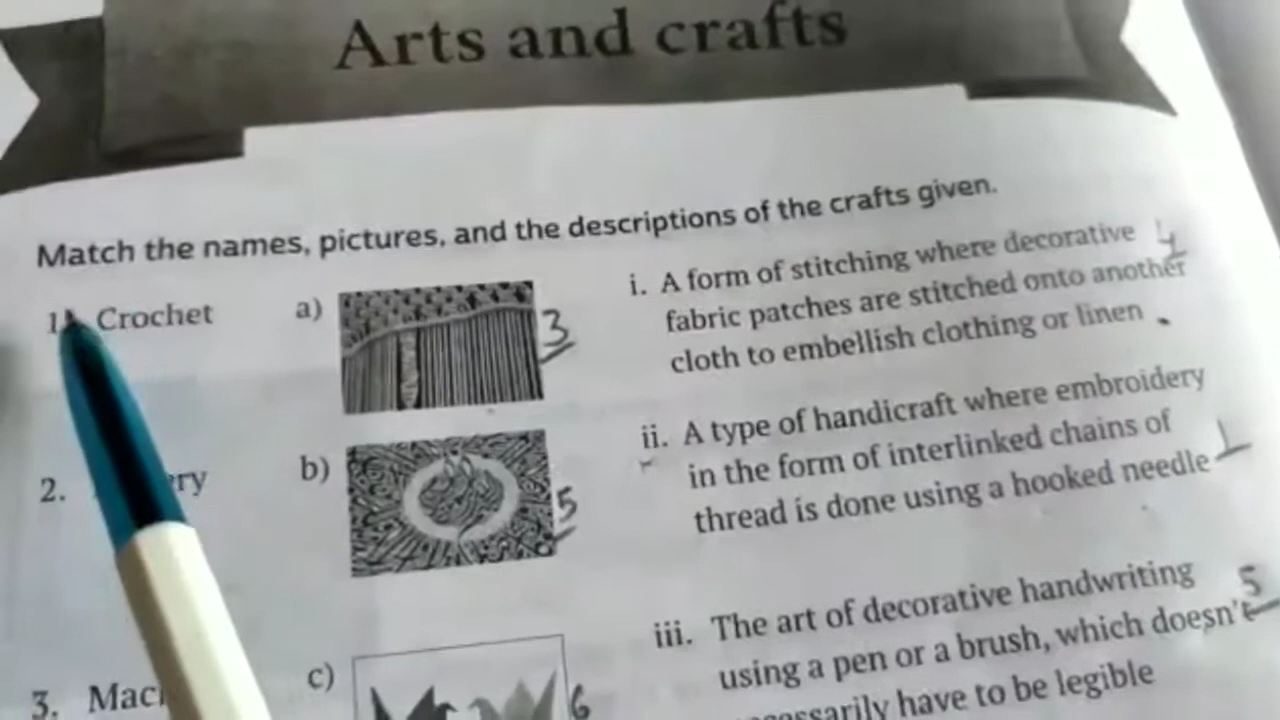 Arts and crafts
Match the names, pictures, and the descriptions of the crafts given.
1. Crochet
a)
3
i. A form of stitching where decorative 4
fabric patches are stitched onto another
cloth to embellish clothing or linen
2.
b)
5
ii. A type of handicraft where embroidery
in the form of interlinked chains of
thread is done using a hooked needle 1
3.
c)
6
iii. The art of decorative handwriting 5
using a pen or a brush, which doesn't
have to be legible